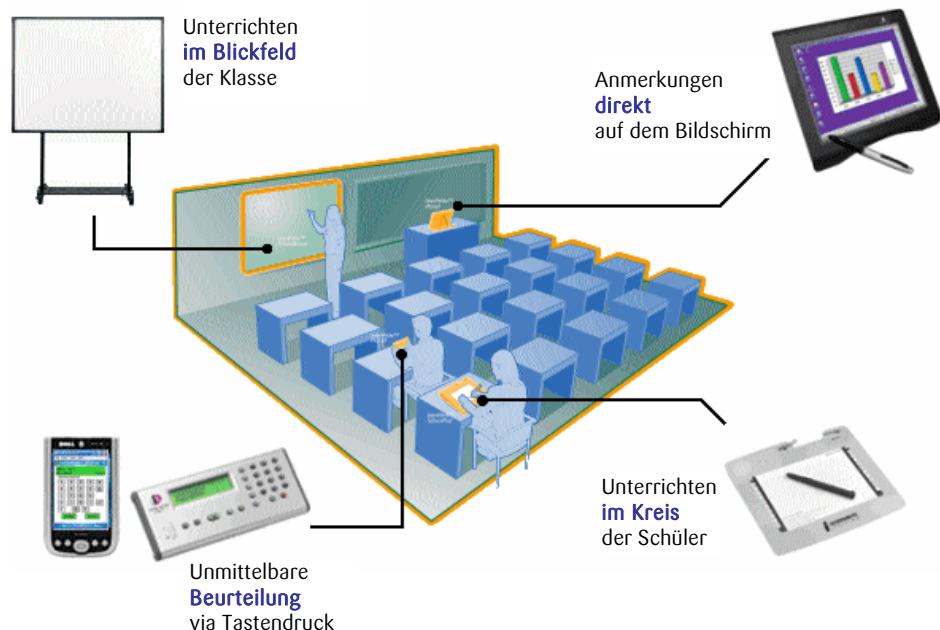 Unterrichten
im Blickfeld
der Klasse
Anmerkungen
direkt
auf dem Bildschirm
DELL
Unterrichten
im Kreis
der Schüler
Unmittelbare
Beurteilung
via Tastendruck